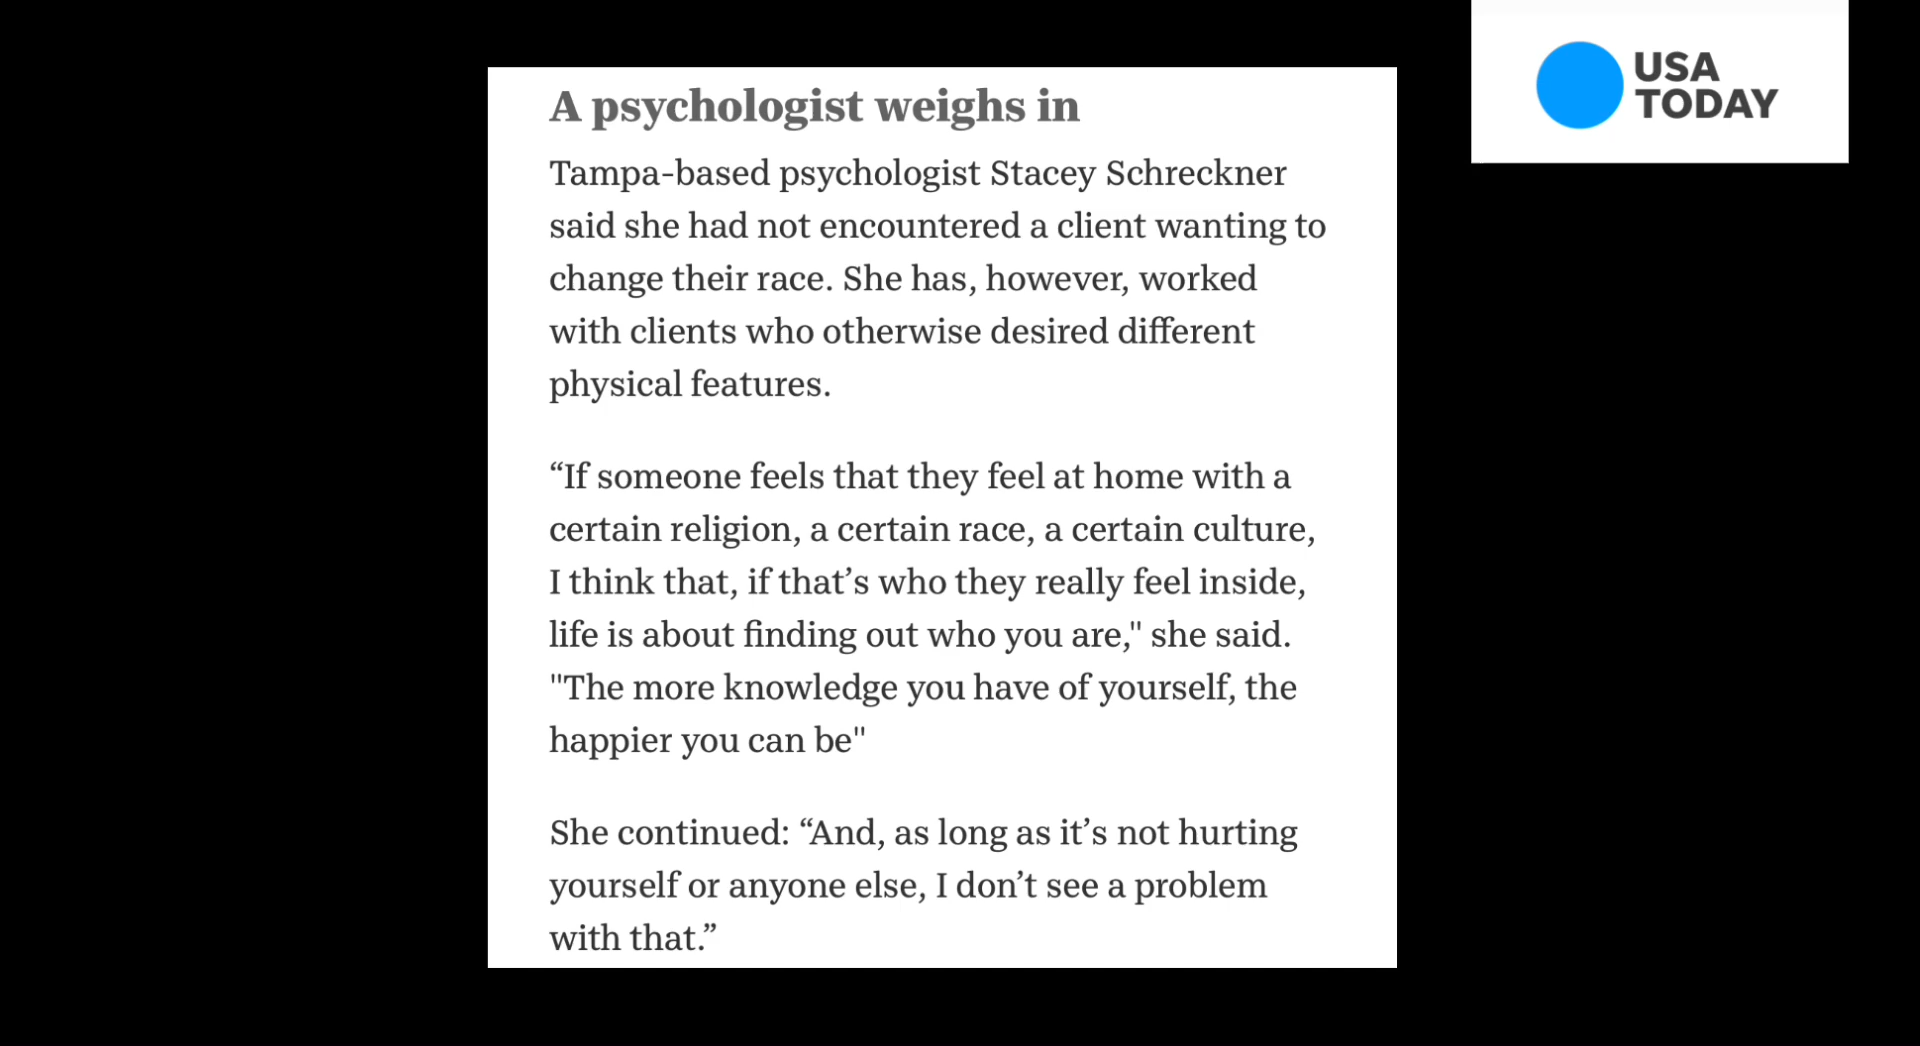 USA
TODAY
A psychologist weighs in
Tampa-based psychologist Stacey Schreckner
said she had not encountered a client wanting to
change their race. She has, however, worked
with clients who otherwise desired different
physical features.
“If someone feels that they feel at home with a
certain religion, a certain race, a certain culture,
I think that, if that’s who they really feel inside,
life is about finding out who you are," she said.
"The more knowledge you have of yourself, the
happier you can be"
She continued: “And, as long as it’s not hurting
yourself or anyone else, I don’t see a problem
with that.”